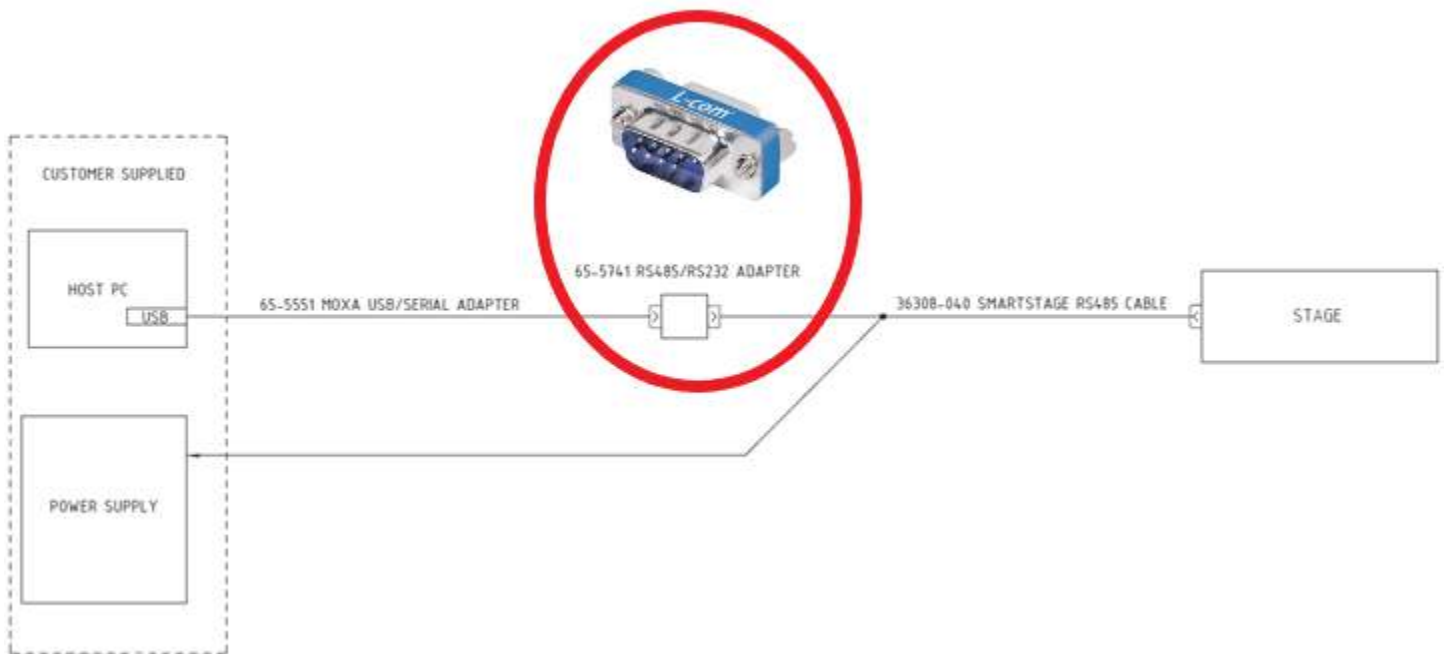 L-com
CUSTOMER SUPPLIED
65-5741 RS485/RS232 ADAPTER
HOST PC
USB
65-5551 MOXA USB/SERIAL ADAPTER
36308-040 SMARTSTAGE RS485 CABLE
STAGE
POWER SUPPLY